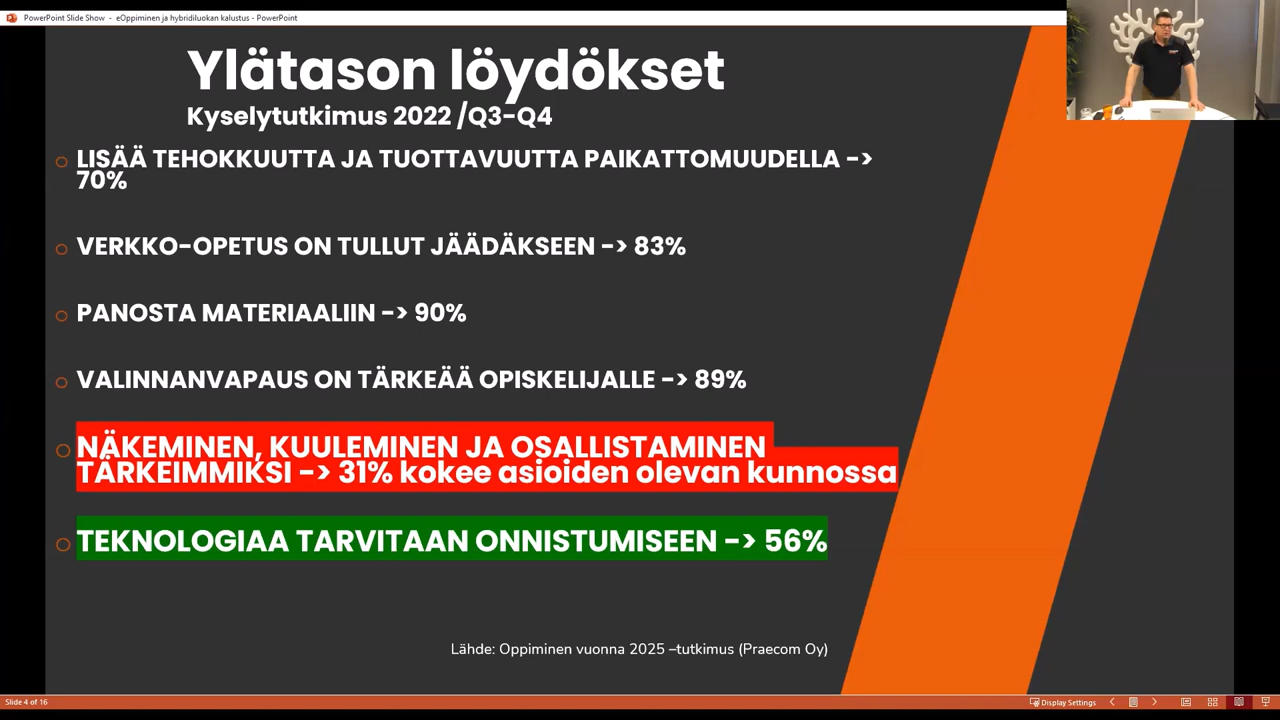 PowerPoint Slide Show - eOppiminen ja hybridiluokan kalustus - PowerPoint
Ylätason löydökset
Kyselytutkimus 2022 /Q3-Q4
LISÄÄ TEHOKKUUTTA JA TUOTTAVUUTTA PAIKATTOMUUDELLA ->
70%
VERKKO-OPETUS ON TULLUT JÄÄDÄKSEEN -> 83%
PANOSTA MATERIAALIIN -> 90%
VALINNANVAPAUS ON TÄRKEÄÄ OPISKELIJALLE -> 89%
NÄKEMINEN, KUULEMINEN JA OSALLISTAMINEN
TÄRKEIMMIKSI -> 31% kokee asioiden olevan kunnossa
TEKNOLOGIAA TARVITAAN ONNISTUMISEEN -> 56%
Lähde: Oppiminen vuonna 2025 –tutkimus (Praecom Oy)
Slide 4 of 16
Display Settings